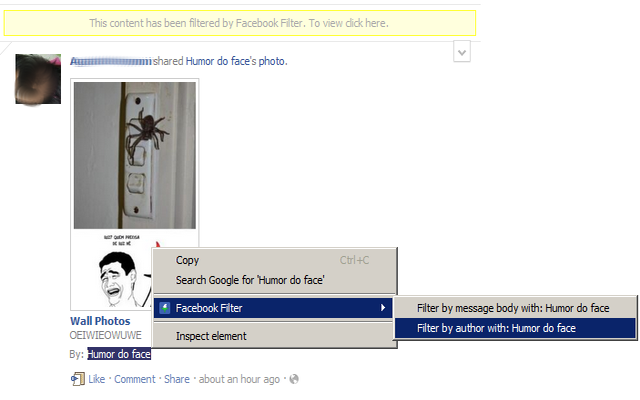 This content has been filtered by Facebook Filter. To view click here.
shared Humor do face's photo.
DE QUE MÊ
Copy Ctrl+C
Search Google for 'Humor do face'
Facebook Filter
Filter by message body with: Humor do face
Filter by author with: Humor do face
Inspect element
Wall Photos
OEIWIEOWUWE
By: Humor do face
Like · Comment · Share · about an hour ago ·